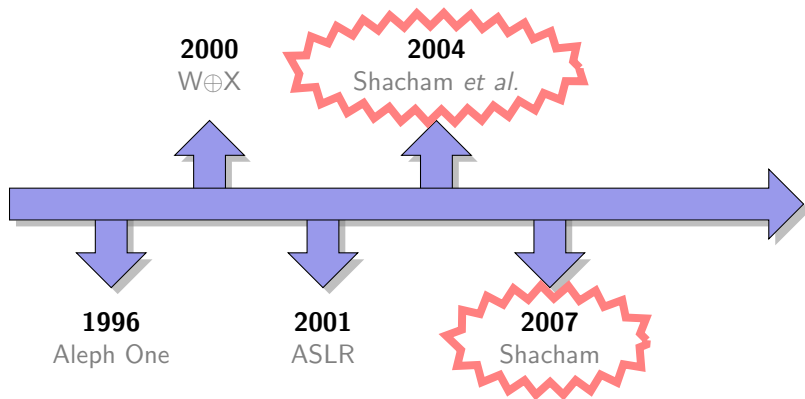 2000
W⊕X
2004
Shacham et al.
1996
Aleph One
2001
ASLR
2007
Shacham